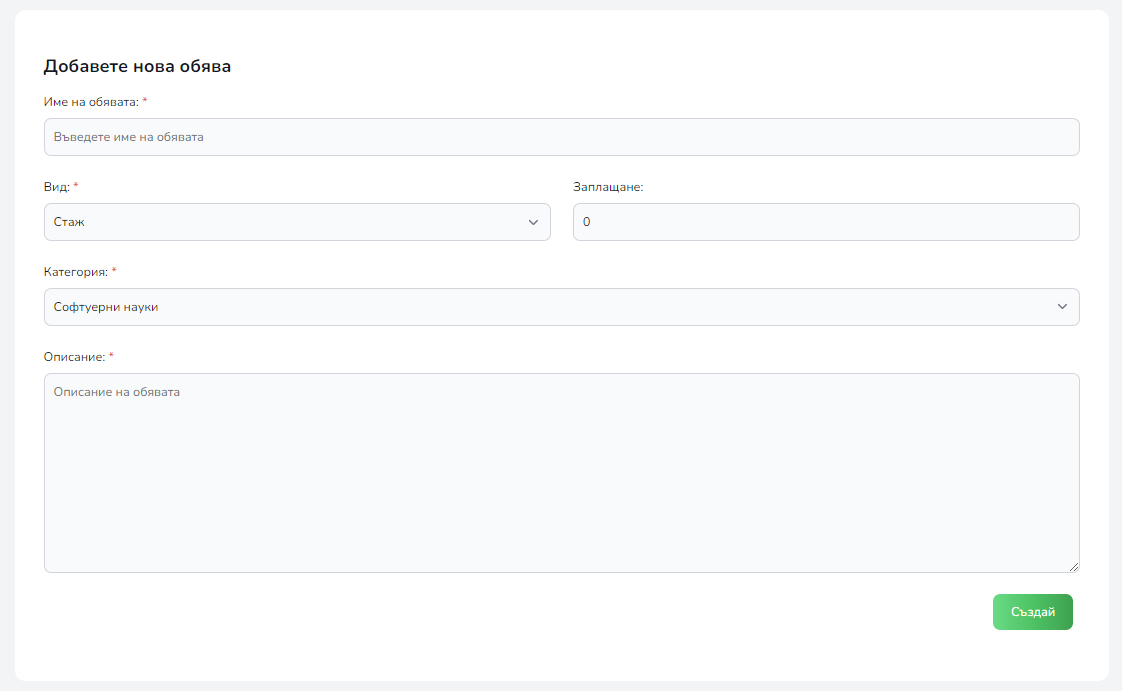 Добавете нова обява
Име на обявата: *
Въведете име на обявата
Вид: * Заплащане:
Стаж 0
Категория: *
Софтуерни науки
Описание: *
Описание на обявата
Създай